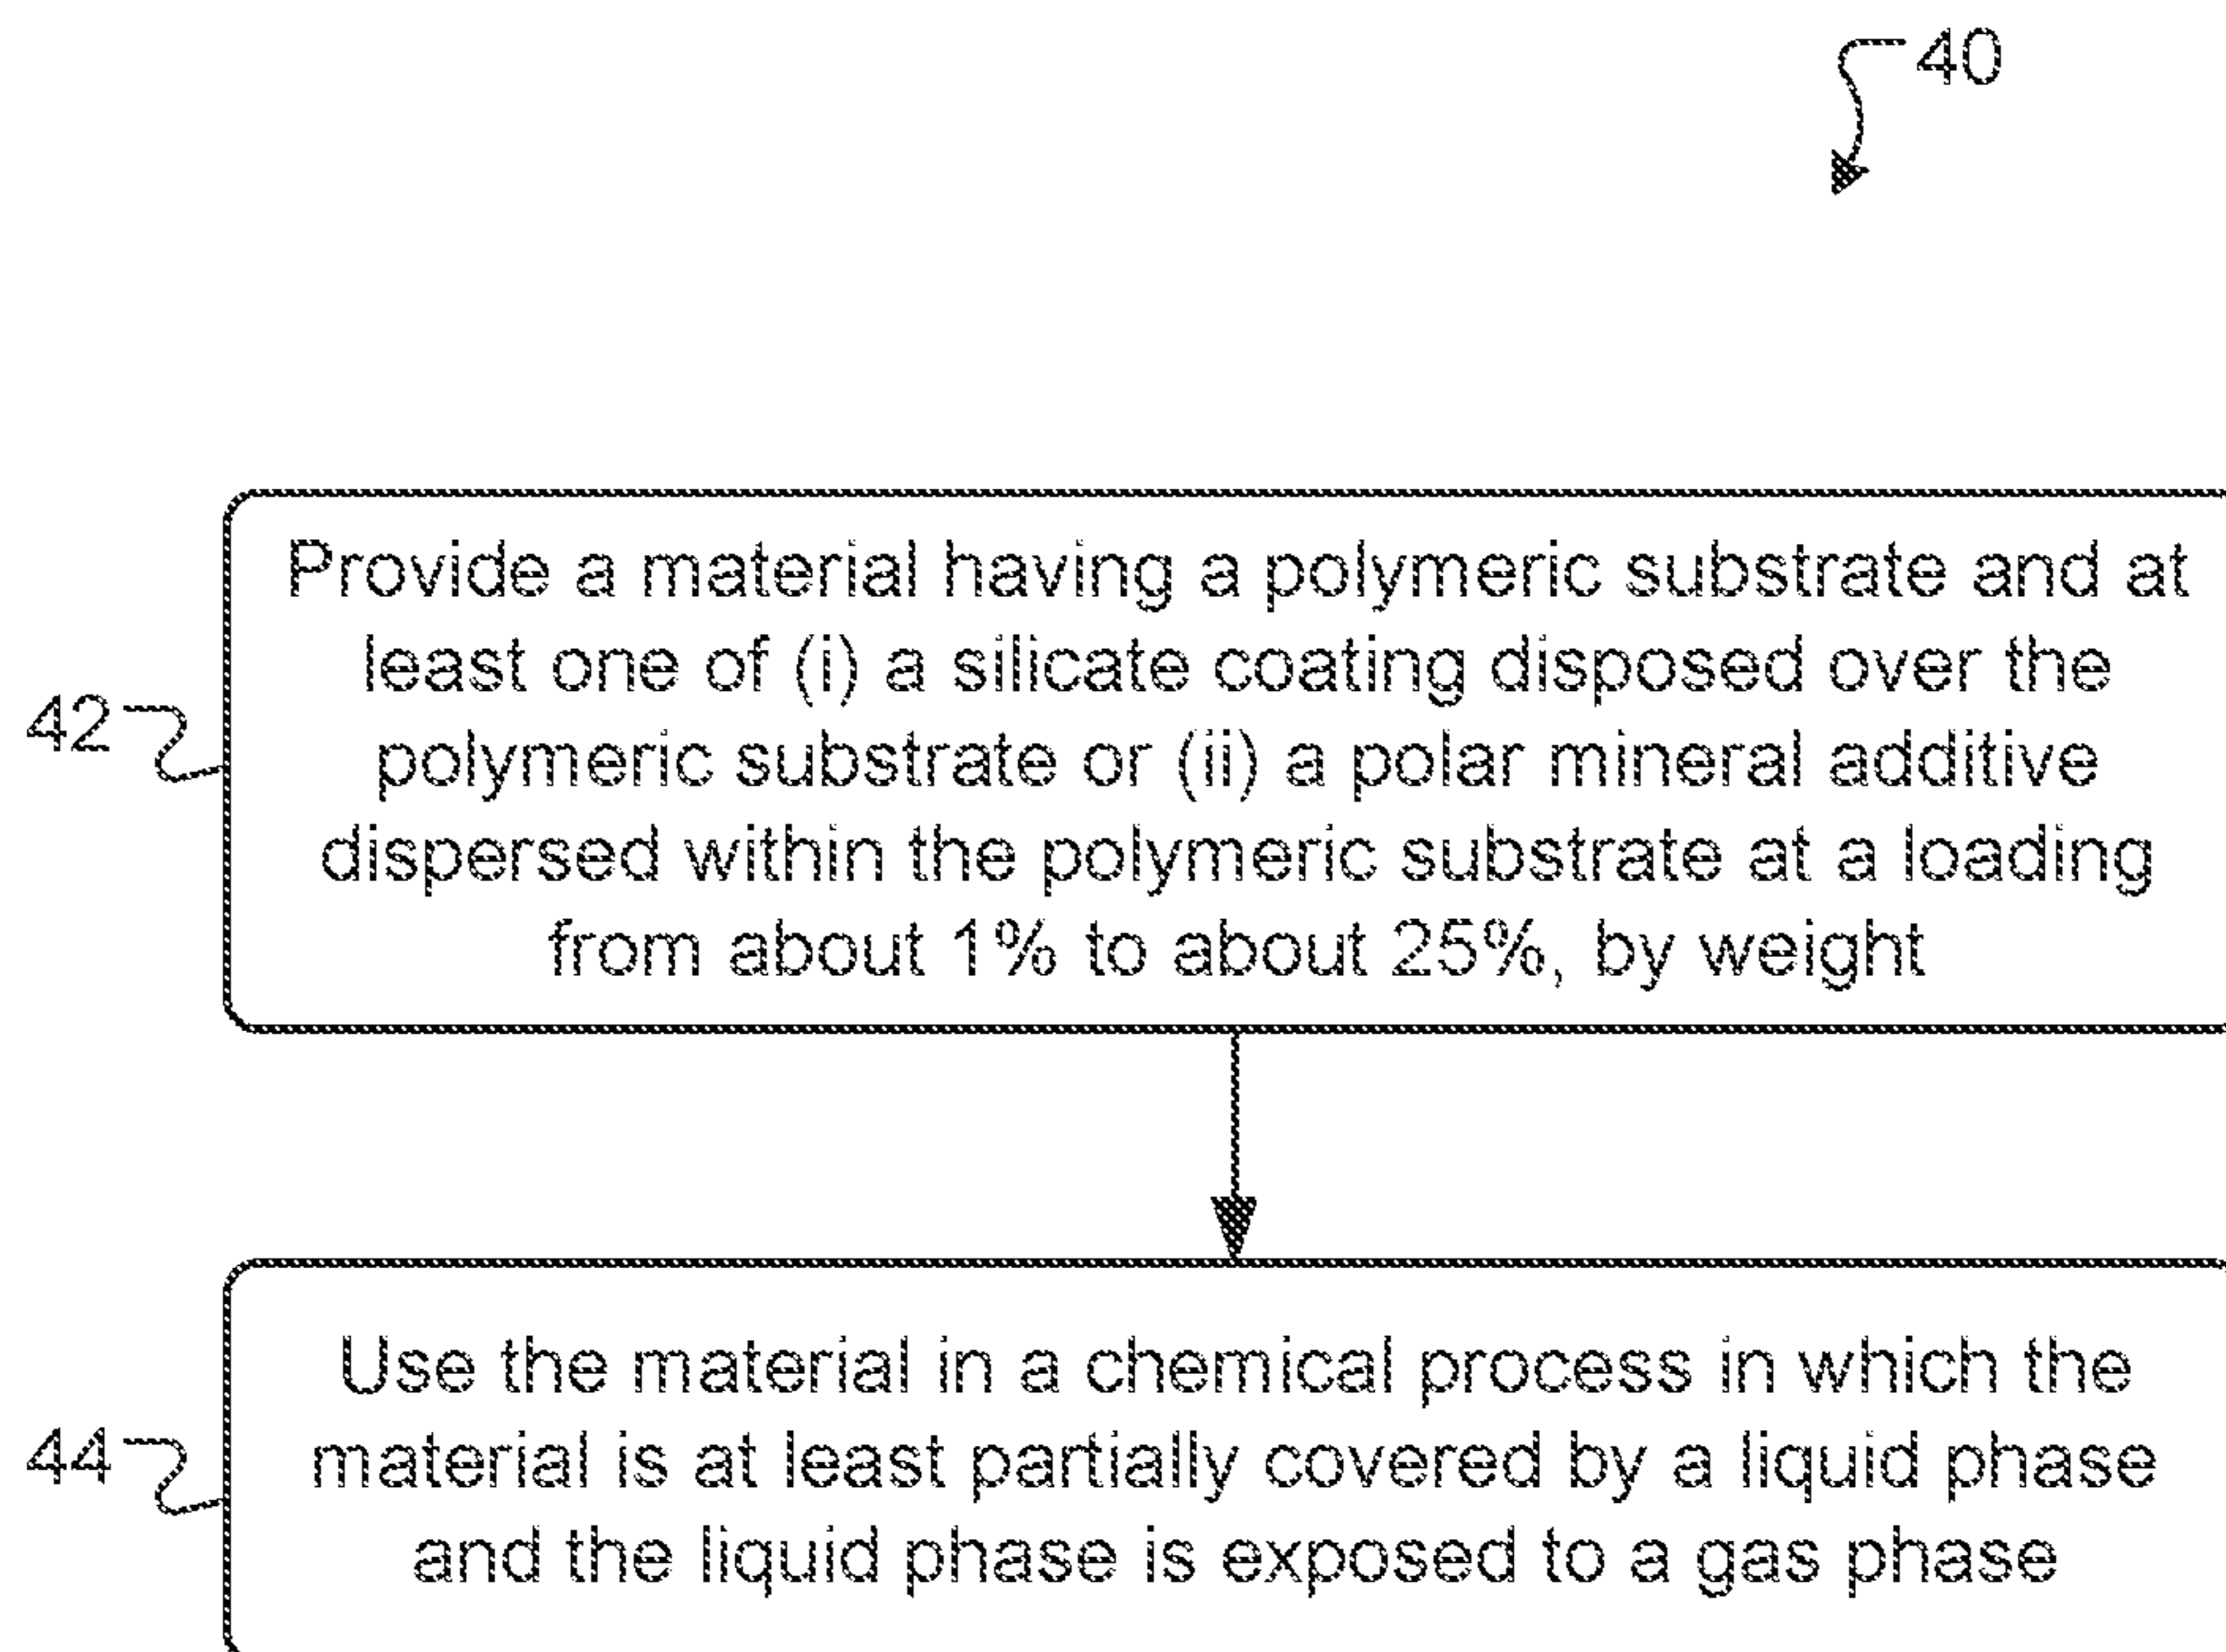 40
Provide a material having a polymeric substrate and at
least one of (i) a silicate coating disposed over the
42
polymeric substrate or (ii) a polar mineral additive
dispersed within the polymeric substrate at a loading
from about 1% to about 25%, by weight
Use the material in a chemical process in which the
44
material is at least partially covered by a liquid phase
and the liquid phase is exposed to a gas phase